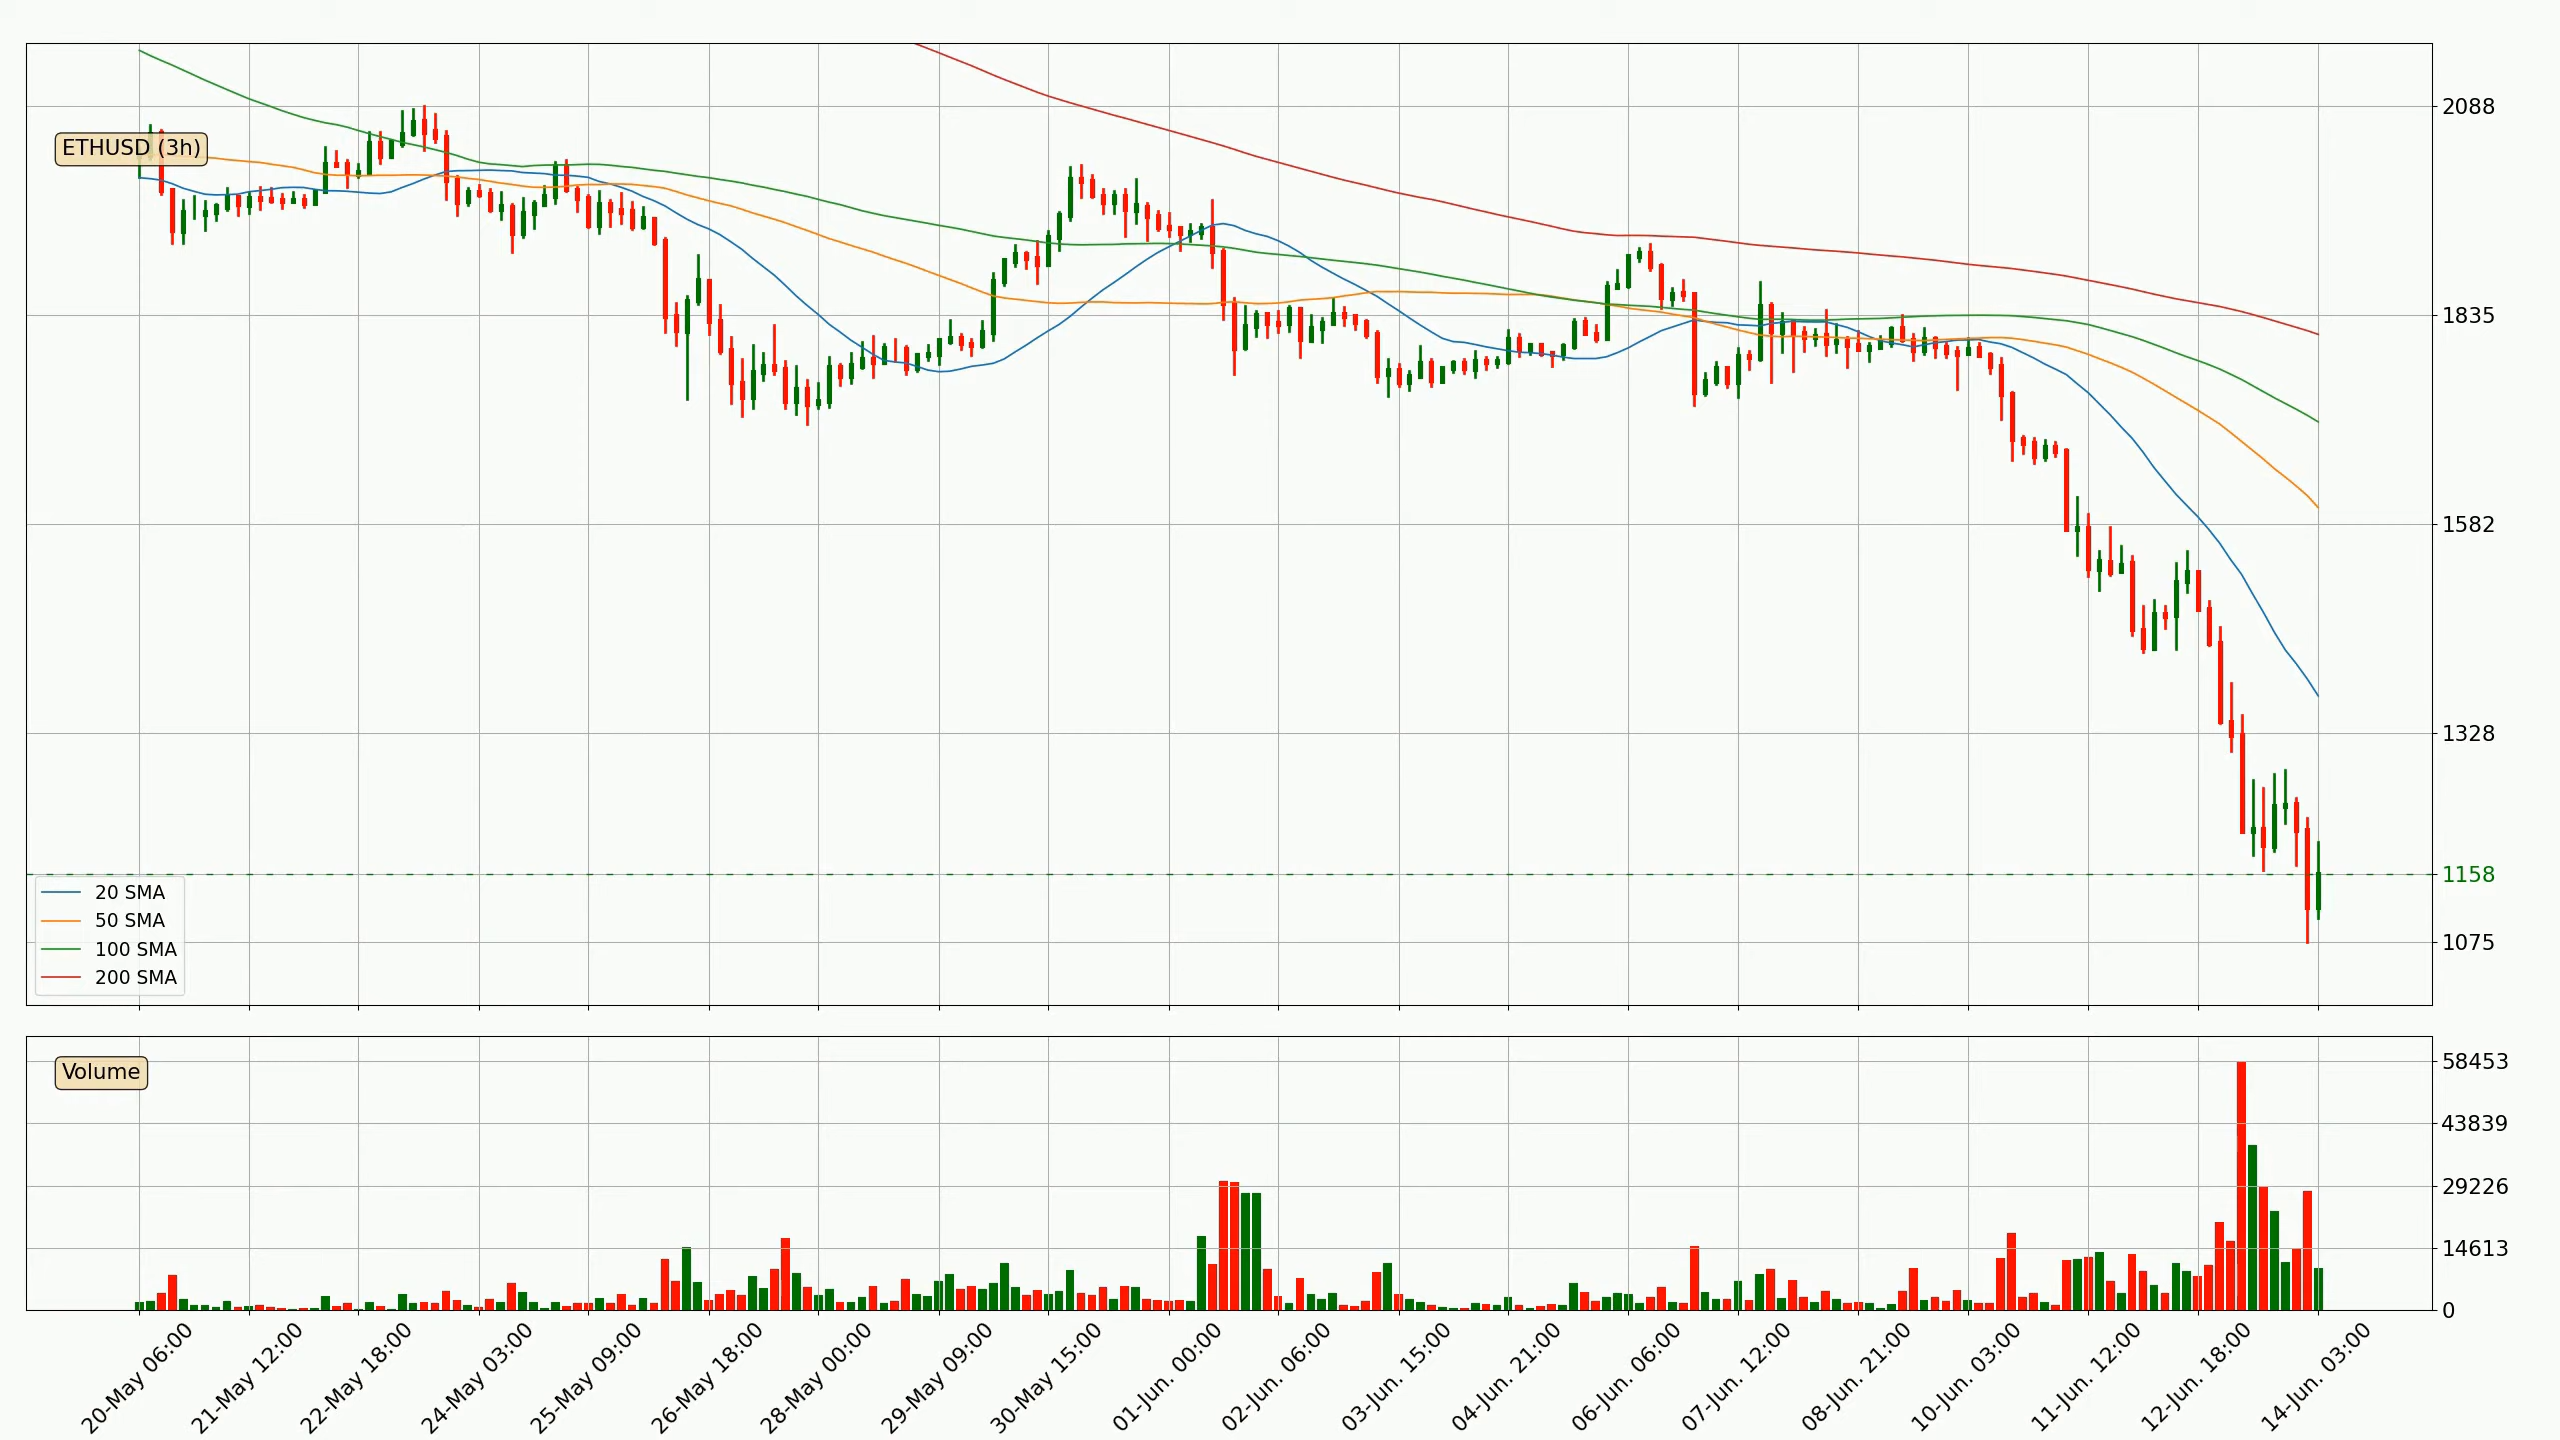 2088
ETHUSD (3h)
1835
1582
1328
1158
20 SMA
50 SMA
100 SMA
200 SMA
1075
Volume
58453
43839
29226
14613
0
20-May 06:00
21-May 12:00
22-May 18:00
24-May 03:00
25-May 09:00
26-May 18:00
28-May 00:00
29-May 09:00
30-May 15:00
01-Jun. 00:00
02-Jun. 06:00
03-Jun. 15:00
04-Jun. 21:00
06-Jun. 06:00
07-Jun. 12:00
08-Jun. 21:00
10-Jun. 03:00
11-Jun. 12:00
12-Jun. 18:00
14-Jun. 03:00